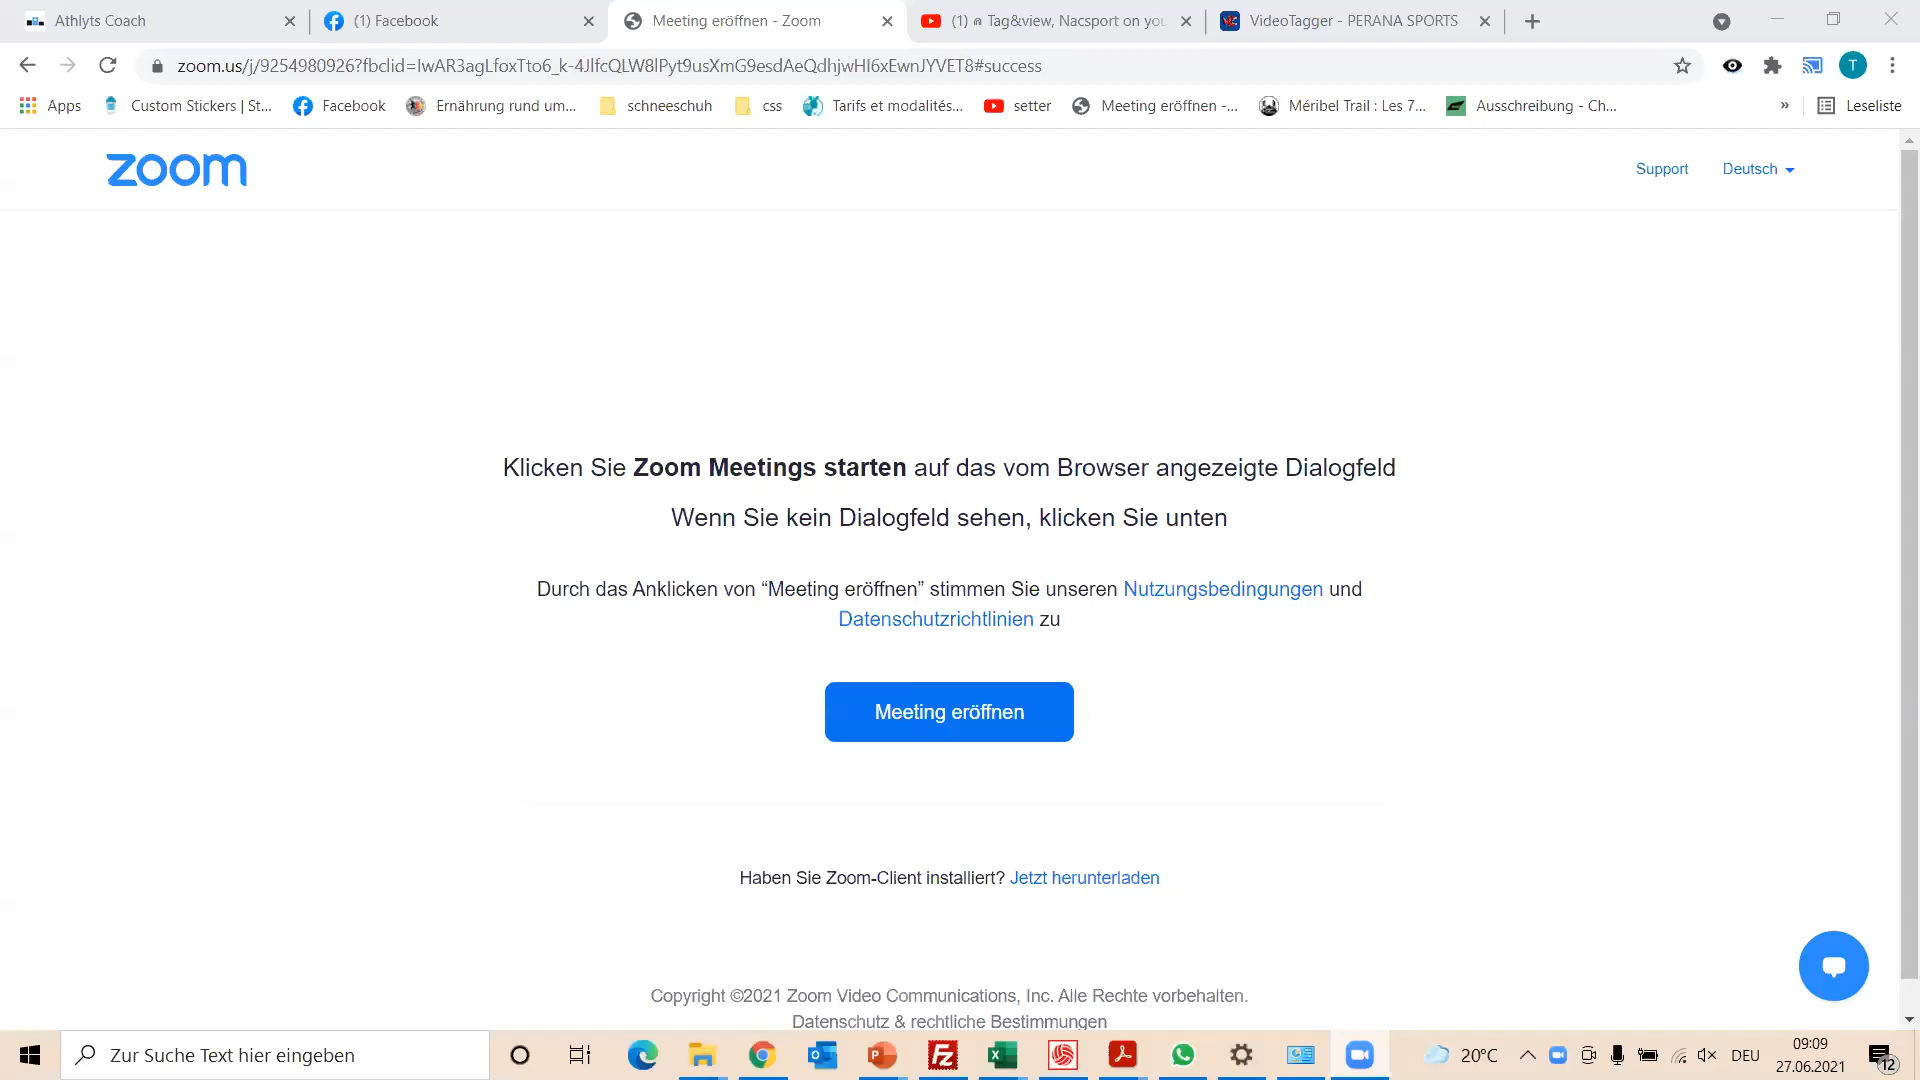 Athlyts Coach
(1) Facebook
Meeting eröffnen - Zoom
(1) ฅ Tag&view, Nacsport on you
VideoTagger - PERANA SPORTS
zoom.us/j/9254980926?fbclid=IwAR3agLfoxTto6_k-4JlfcQLW8lPyt9usXmG9esdAeQdhjwHI6xEwnJYVET8#success
T
Apps
Custom Stickers | St...
Facebook
Ernährung rund um...
schneeschuh
css
Tarifs et modalités...
setter
Meeting eröffnen -...
Méribel Trail : Les 7...
Ausschreibung - Ch...
»
Leseliste
zoom
Support
Deutsch
Klicken Sie Zoom Meetings starten auf das vom Browser angezeigte Dialogfeld
Wenn Sie kein Dialogfeld sehen, klicken Sie unten
Durch das Anklicken von “Meeting eröffnen” stimmen Sie unseren Nutzungsbedingungen und
Datenschutzrichtlinien zu
Meeting eröffnen
Haben Sie Zoom-Client installiert? Jetzt herunterladen
Copyright ©2021 Zoom Video Communications, Inc. Alle Rechte vorbehalten.
Datenschutz & rechtliche Bestimmungen
Zur Suche Text hier eingeben
20°C
DEU
09:09
27.06.2021
12